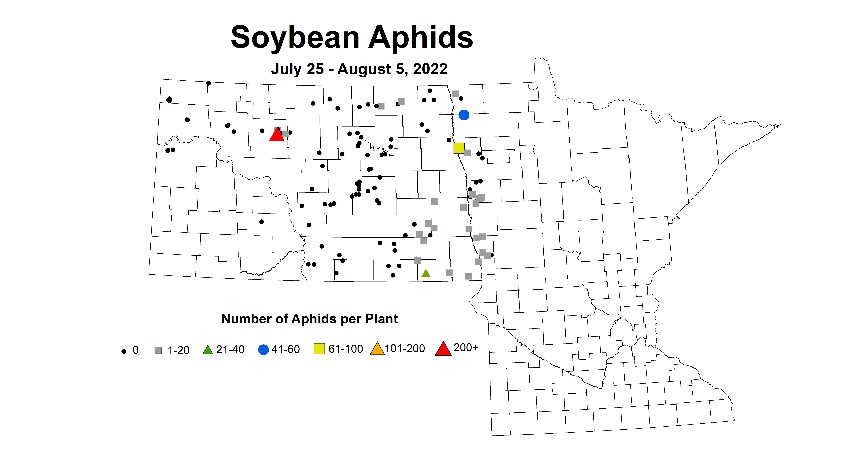 Soybean Aphids
July 25 - August 5, 2022
Number of Aphids per Plant
0 1-20 21-40 41-60 61-100 101-200 200+